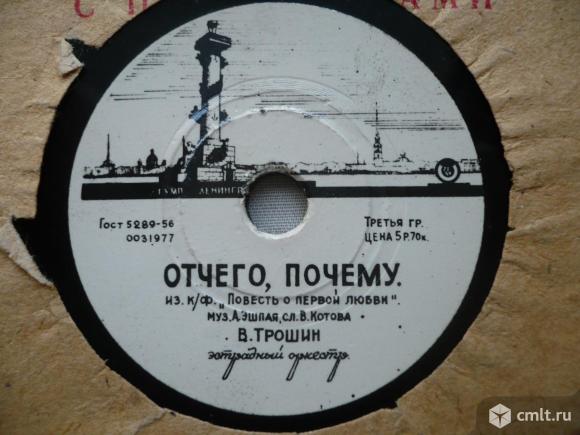 ЛЕНИНГР
ГОСТ 5289-56
0031977
ТРЕТЬЯ ГР.
ЦЕНА 5 Р. 70 к.
ОТЧЕГО, ПОЧЕМУ.
ИЗ. К/Ф. „ПОВЕСТЬ О ПЕРВОЙ ЛЮБВИ".
МУЗ. А. ЭШПАЯ, СЛ. В. КОТОВА
В. ТРОШИН
эстрадный оркестр.
cmlt.ru